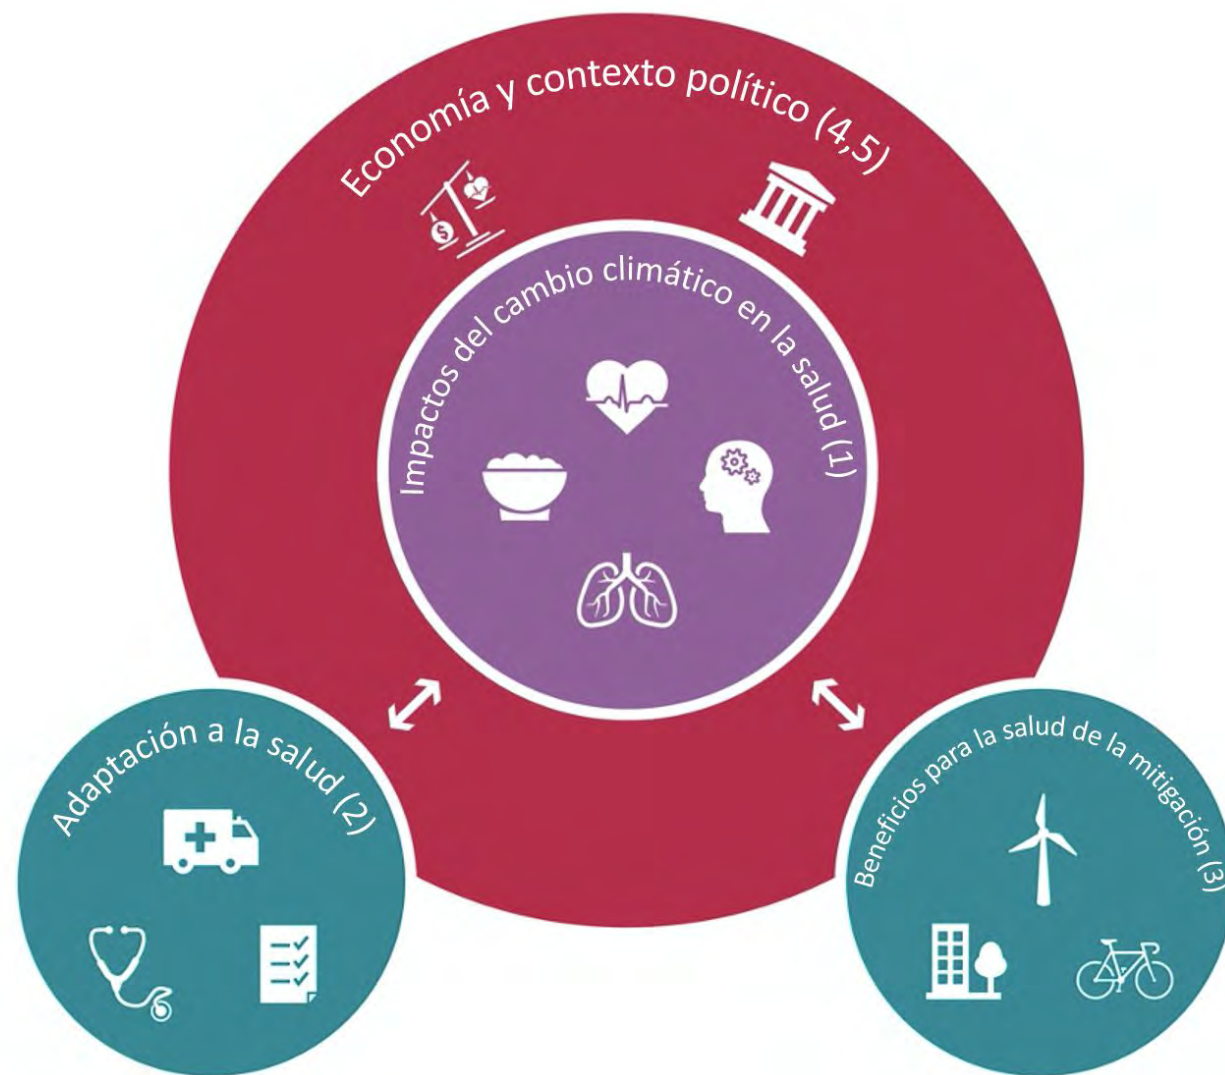 Economía y contexto político (4,5)
$
Impactos del cambio climático en la salud (1)
Adaptación a la salud (2)
Beneficios para la salud de la mitigación (3)